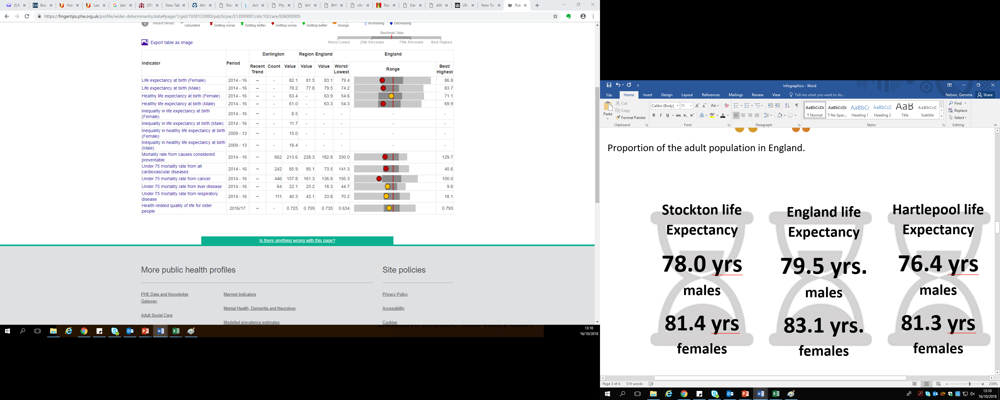 (5,6
Boo
Hor
Lea
dar
201
New Tab
Alm
Pow
Acti
Phy
bhf_
BHF
cfv-
Nor
Dar
e06
UK
New Tab
Pub
https://fingertips.phe.org.uk/profile/wider-determinants/data#page/1/gid/1938133080/pat/6/par/E12000001/ati/102/are/E06000005
Recent trends:
calculated
Getting worse
Getting better
Getting worse
Getting better
change
Increasing
Decreasing
Benchmark Value
Worst/Lowest 25th Percentile 75th Percentile Best/Highest
Export table as image
Darlington Region England England
Indicator Period
Recent Trend Count Value Value Value Worst/ Lowest Range Best/ Highest
Life expectancy at birth (Female) 2014 - 16 – - 82.1 81.5 83.1 79.4 86.8
Life expectancy at birth (Male) 2014 - 16 – - 78.2 77.8 79.5 74.2 83.7
Healthy life expectancy at birth (Female) 2014 - 16 – - 63.4 - 63.9 54.6 71.1
Healthy life expectancy at birth (Male) 2014 - 16 – - 61.0 - 63.3 54.3 69.9
Inequality in life expectancy at birth
(Female) 2014 - 16 – - 8.5 - - - - -
Inequality in life expectancy at birth (Male) 2014 - 16 – - 11.7 - - - - -
Inequality in healthy life expectancy at birth
(Female) 2009 - 13 – - 15.0 - - - - -
Inequality in healthy life expectancy at birth
(Male) 2009 - 13 – - 18.4 - - - - -
Mortality rate from causes considered
preventable 2014 - 16 – 662 213.6 228.3 182.8 330.0 129.7
Under 75 mortality rate from all
cardiovascular diseases 2014 - 16 – 242 85.9 85.1 73.5 141.3 45.6
Under 75 mortality rate from cancer 2014 - 16 – 446 157.8 161.3 136.8 195.3 100.0
Under 75 mortality rate from liver disease 2014 - 16 – 64 22.1 25.2 18.3 44.7 9.8
Under 75 mortality rate from respiratory
disease 2014 - 16 – 111 40.3 43.1 33.8 70.2 18.1
Health related quality of life for older
people 2016/17 – - 0.725 0.709 0.735 0.634 0.793
Is there anything wrong with this page?
More public health profiles
Site policies
PHE Data and Knowledge
Gateway
Adult Social Care
Marmot Indicators
Mental Health, Dementia and Neurology
Modelled prevalence estimates
Privacy Policy
Accessibility
Cookies
Executive Director, Tees Valley Sport
13:10
16/10/2018
Infographics - Word
File Home Insert Design Layout References Mailings Review View Tell me what you want to do... Nelson, Gemma Share
Paste
Cut
Copy
Format Painter
Clipboard
Calibri (Body) 11
Font
Paragraph
AaBbCcDc AaBbCcDc AaBbC AaBbCcE AaB AaBbCcC
¶ Normal ¶ No Spac... Heading 1 Heading 2 Title Subtitle
Styles
Find
Replace
Select
Editing
Proportion of the adult population in England.
Stockton life
Expectancy
78.0 yrs
males
81.4 yrs
females
England life
Expectancy
79.5 yrs.
males
83.1 yrs.
females
Hartlepool life
Expectancy
76.4 yrs
males
81.3 yrs
females
Page 3 of 6 519 words
230%
13:10
16/10/2018